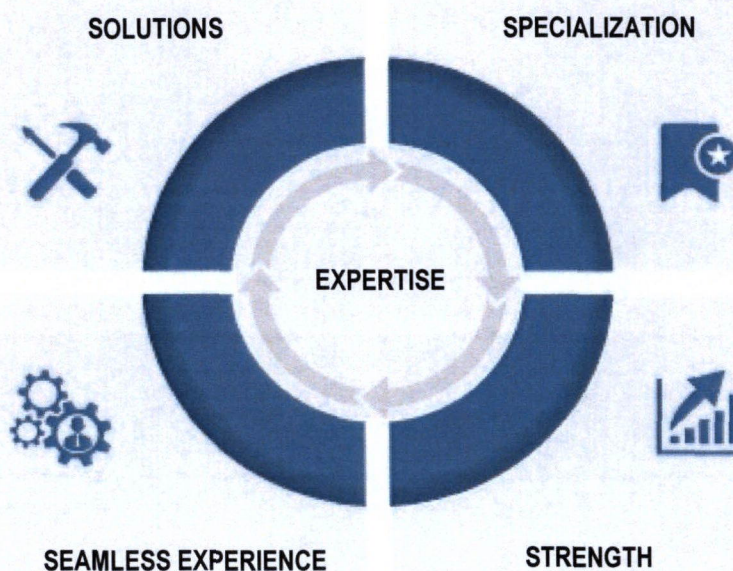 SOLUTIONS
SPECIALIZATION
EXPERTISE
SEAMLESS EXPERIENCE
STRENGTH